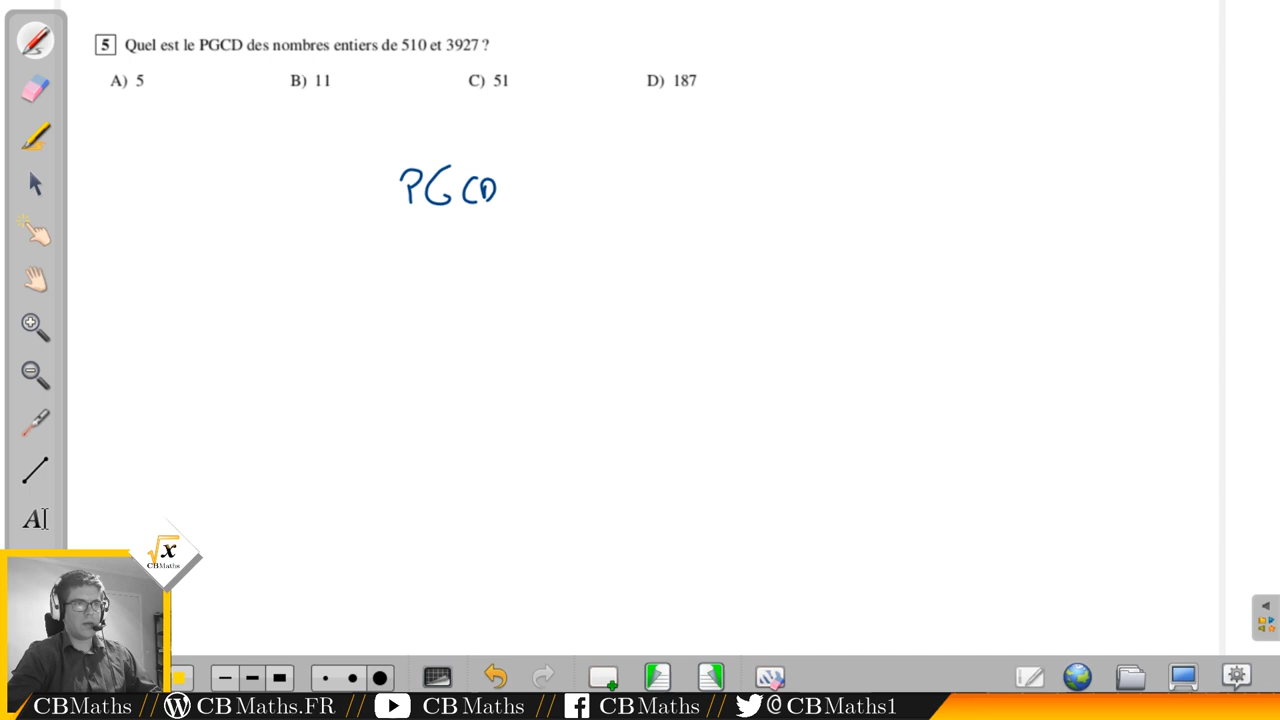 5 Quel est le PGCD des nombres entiers de 510 et 3927 ?
A) 5 B) 11 C) 51 D) 187
PGCD
A
√x
CBMaths
CBMaths // CBMaths.FR // CBMaths // CBMaths // @CBMaths1